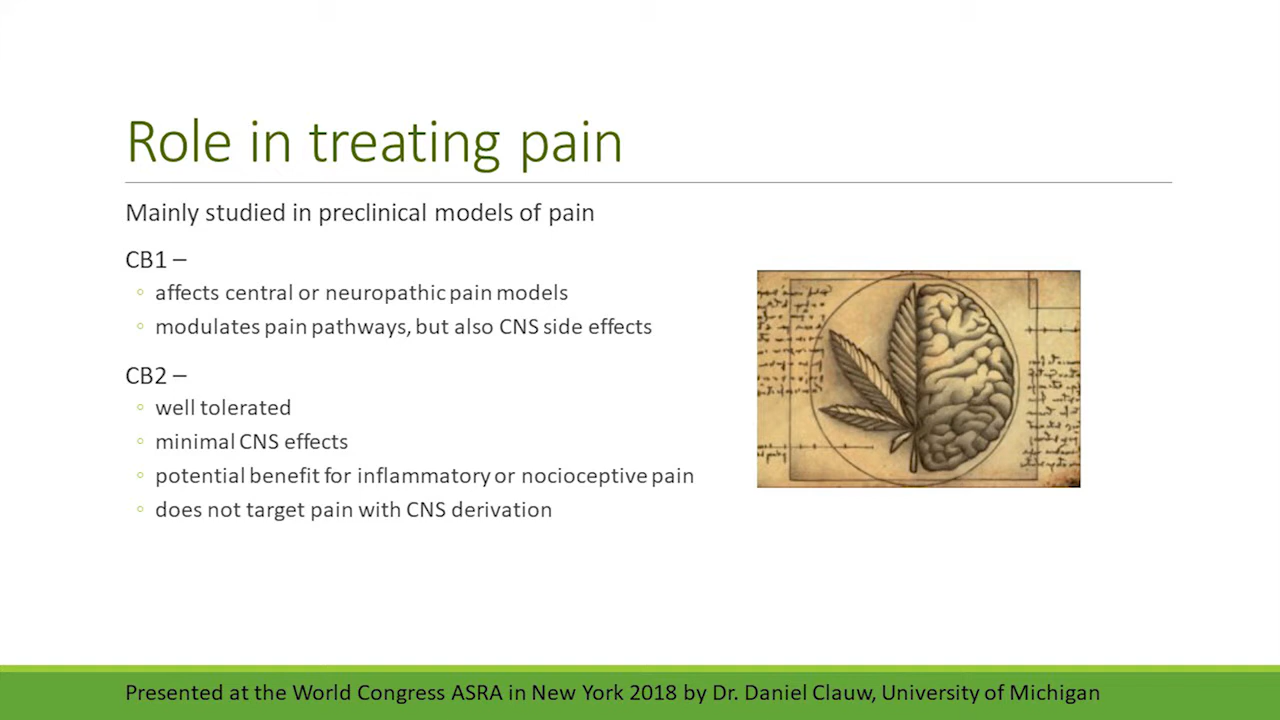 Role in treating pain
Mainly studied in preclinical models of pain
CB1 –
◦ affects central or neuropathic pain models
◦ modulates pain pathways, but also CNS side effects
CB2 –
◦ well tolerated
◦ minimal CNS effects
◦ potential benefit for inflammatory or nocioceptive pain
◦ does not target pain with CNS derivation
Presented at the World Congress ASRA in New York 2018 by Dr. Daniel Clauw, University of Michigan